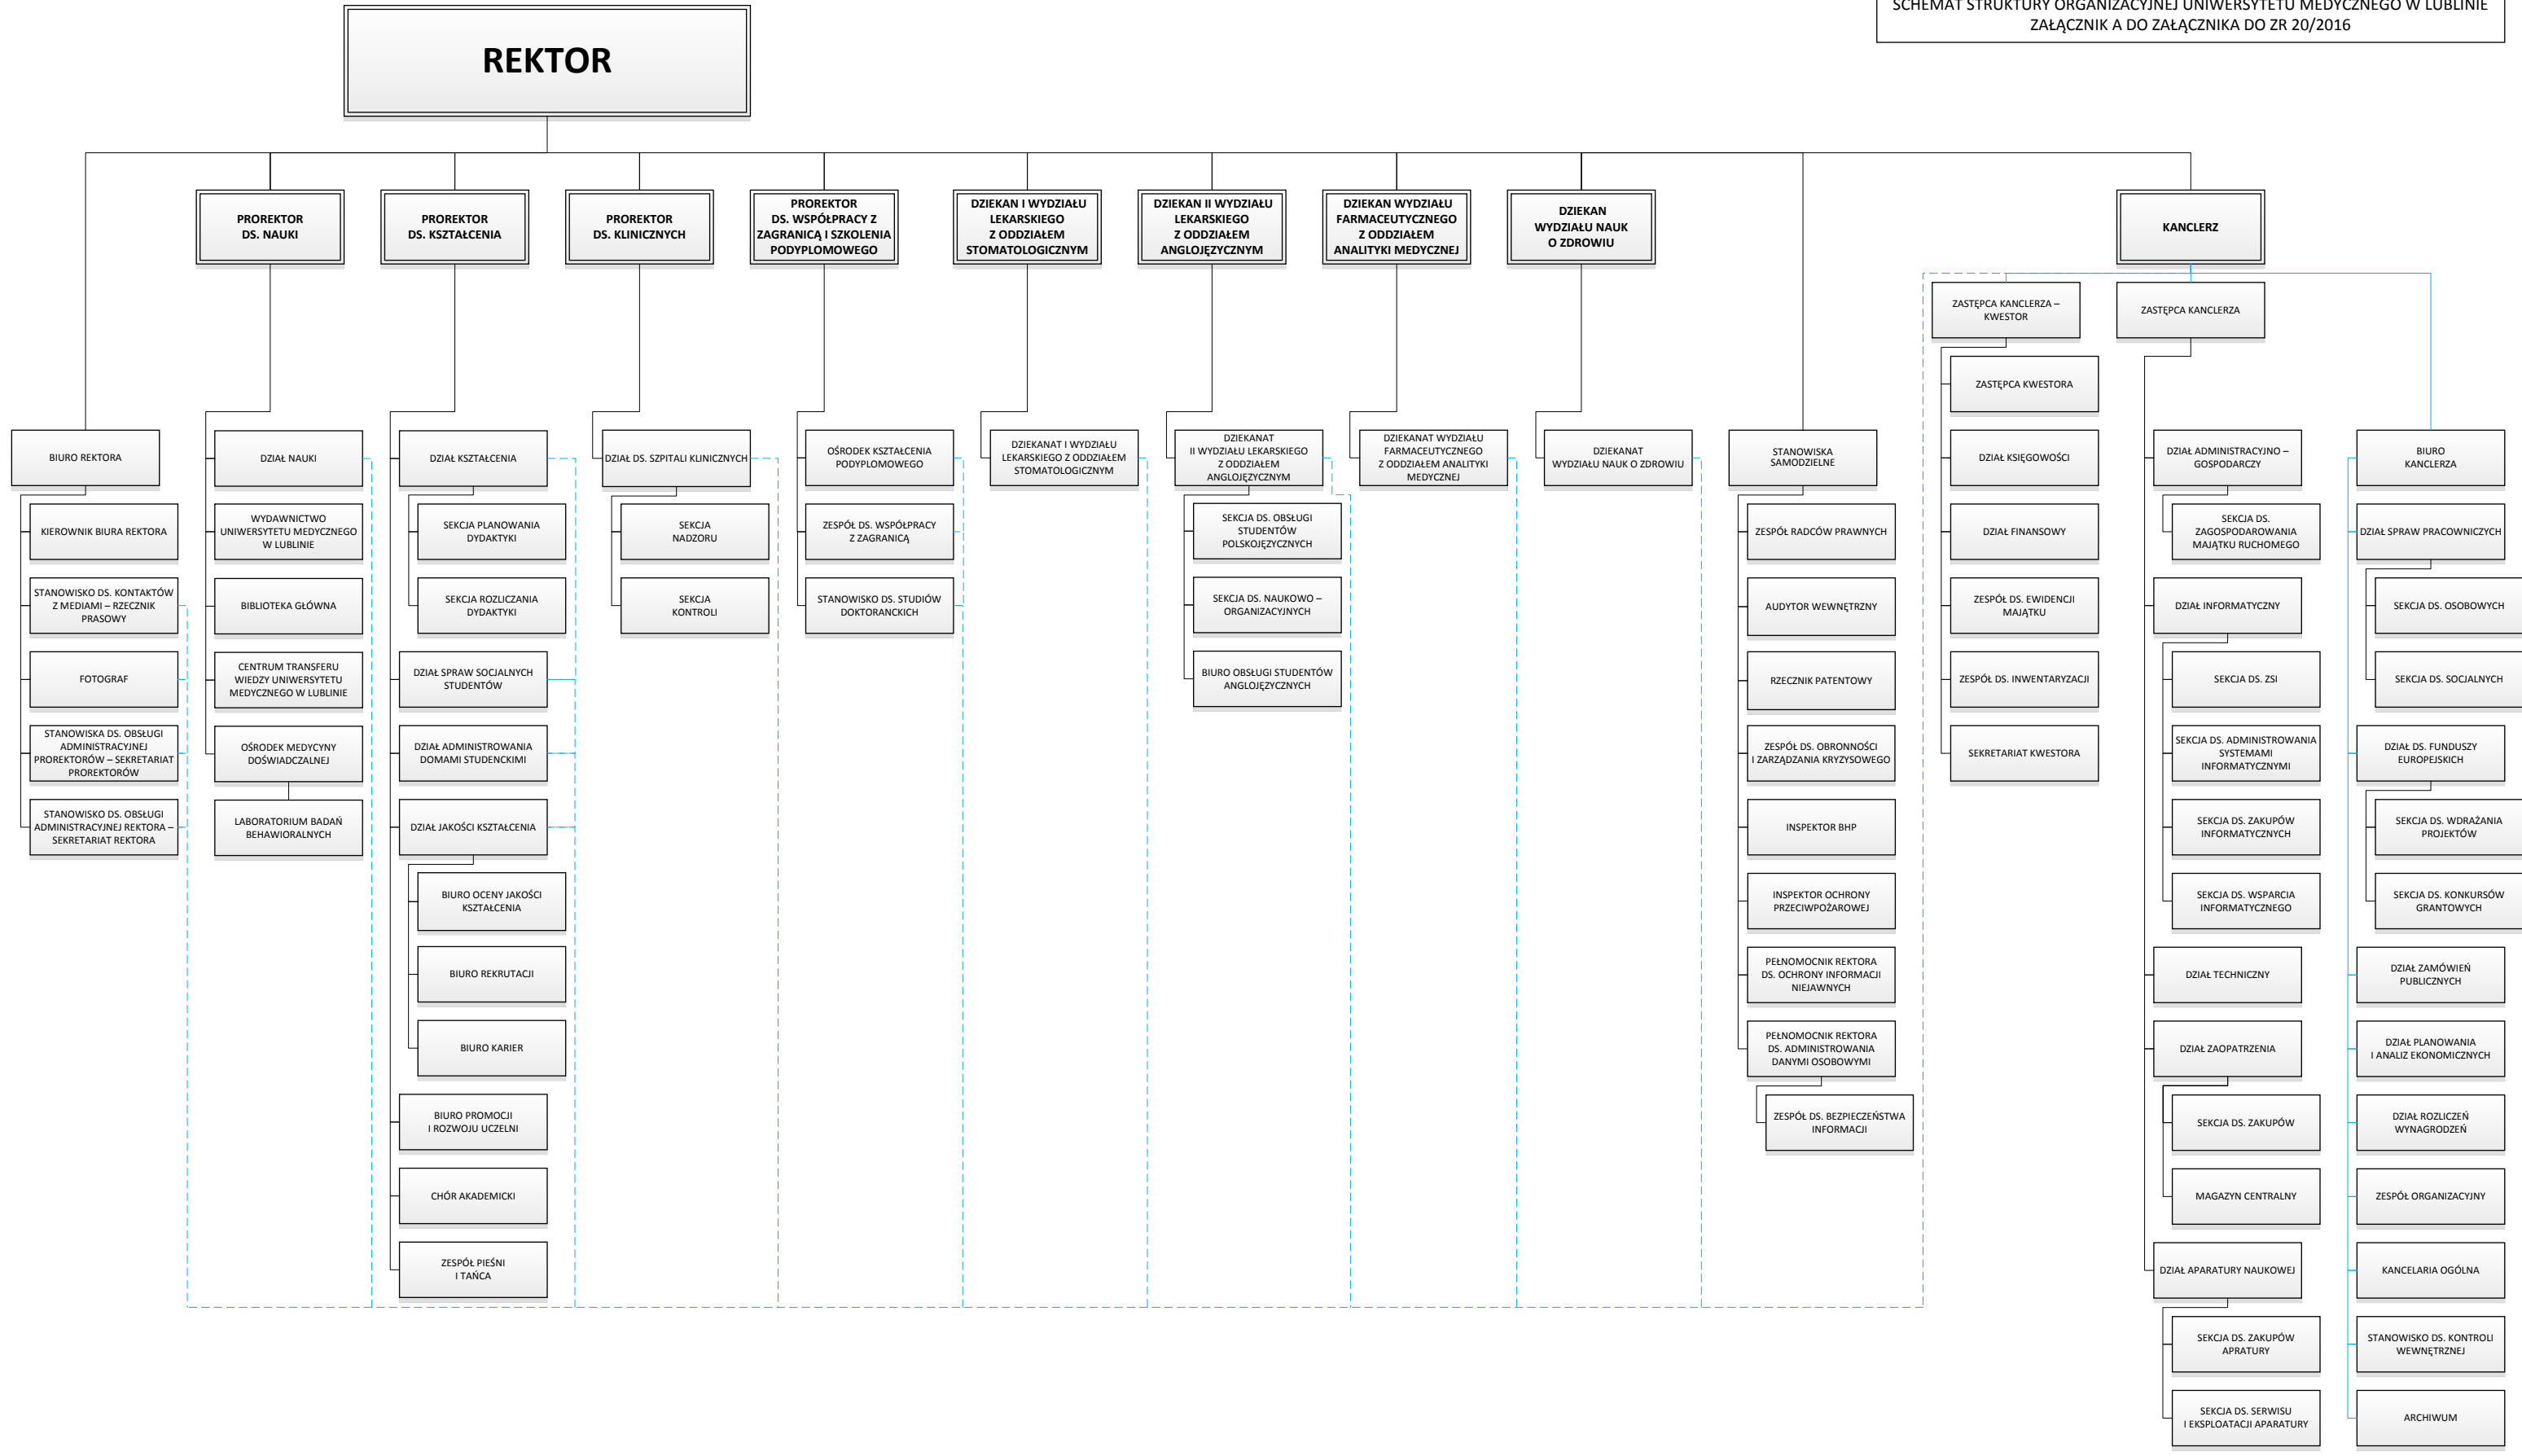 SCHEMAT STRUKTURY ORGANIZACYJNEJ UNIWERSYTETU MEDYCZNEGO W LUBLINIE
ZAŁĄCZNIK A DO ZAŁĄCZNIKA DO ZR 20/2016
REKTOR
PROREKTOR
DS. NAUKI
PROREKTOR
DS. KSZTAŁCENIA
PROREKTOR
DS. KLINICZNYCH
PROREKTOR
DS. WSPÓŁPRACY Z
ZAGRANICĄ I SZKOLENIA
PODYPLOMOWEGO
DZIEKAN I WYDZIAŁU
LEKARSKIEGO
Z ODDZIAŁEM
STOMATOLOGICZNYM
DZIEKAN II WYDZIAŁU
LEKARSKIEGO
Z ODDZIAŁEM
ANGLOJĘZYCZNYM
DZIEKAN WYDZIAŁU
FARMACEUTYCZNEGO
Z ODDZIAŁEM
ANALITYKI MEDYCZNEJ
DZIEKAN
WYDZIAŁU NAUK
O ZDROWIU
KANCLERZ
BIURO REKTORA
KIEROWNIK BIURA REKTORA
STANOWISKO DS. KONTAKTÓW
Z MEDIAMI – RZECZNIK
PRASOWY
FOTOGRAF
STANOWISKA DS. OBSŁUGI
ADMINISTRACYJNEJ
PROREKTORÓW – SEKRETARIAT
PROREKTORÓW
STANOWISKO DS. OBSŁUGI
ADMINISTRACYJNEJ REKTORA –
SEKRETARIAT REKTORA
DZIAŁ NAUKI
WYDAWNICTWO
UNIWERSYTETU MEDYCZNEGO
W LUBLINIE
BIBLIOTEKA GŁÓWNA
CENTRUM TRANSFERU
WIEDZY UNIWERSYTETU
MEDYCZNEGO W LUBLINIE
OŚRODEK MEDYCYNY
DOŚWIADCZALNEJ
LABORATORIUM BADAŃ
BEHAWIORALNYCH
DZIAŁ KSZTAŁCENIA
SEKCJA PLANOWANIA
DYDAKTYKI
SEKCJA ROZLICZANIA
DYDAKTYKI
DZIAŁ SPRAW SOCJALNYCH
STUDENTÓW
DZIAŁ ADMINISTROWANIA
DOMAMI STUDENCKIMI
DZIAŁ JAKOŚCI KSZTAŁCENIA
BIURO OCENY JAKOŚCI
KSZTAŁCENIA
BIURO REKRUTACJI
BIURO KARIER
BIURO PROMOCJI
I ROZWOJU UCZELNI
CHÓR AKADEMICKI
ZESPÓŁ PIEŚNI
I TAŃCA
DZIAŁ DS. SZPITALI KLINICZNYCH
SEKCJA
NADZORU
SEKCJA
KONTROLI
OŚRODEK KSZTAŁCENIA
PODYPLOMOWEGO
ZESPÓŁ DS. WSPÓŁPRACY
Z ZAGRANICĄ
STANOWISKO DS. STUDIÓW
DOKTORANCKICH
DZIEKANAT I WYDZIAŁU
LEKARSKIEGO Z ODDZIAŁEM
STOMATOLOGICZNYM
DZIEKANAT
II WYDZIAŁU LEKARSKIEGO
Z ODDZIAŁEM
ANGLOJĘZYCZNYM
SEKCJA DS. OBSŁUGI
STUDENTÓW
POLSKOJĘZYCZNYCH
SEKCJA DS. NAUKOWO –
ORGANIZACYJNYCH
BIURO OBSŁUGI STUDENTÓW
ANGLOJĘZYCZNYCH
DZIEKANAT WYDZIAŁU
FARMACEUTYCZNEGO
Z ODDZIAŁEM ANALITYKI
MEDYCZNEJ
DZIEKANAT
WYDZIAŁU NAUK O ZDROWIU
STANOWISKA
SAMODZIELNE
ZESPÓŁ RADCÓW PRAWNYCH
AUDYTOR WEWNĘTRZNY
RZECZNIK PATENTOWY
ZESPÓŁ DS. OBRONNOŚCI
I ZARZĄDZANIA KRYZYSOWEGO
INSPEKTOR BHP
INSPEKTOR OCHRONY
PRZECIWPOŻAROWEJ
PEŁNOMOCNIK REKTORA
DS. OCHRONY INFORMACJI
NIEJAWNYCH
PEŁNOMOCNIK REKTORA
DS. ADMINISTROWANIA
DANYMI OSOBOWYMI
ZESPÓŁ DS. BEZPIECZEŃSTWA
INFORMACJI
ZASTĘPCA KANCLERZA –
KWESTOR
ZASTĘPCA KWESTORA
DZIAŁ KSIĘGOWOŚCI
DZIAŁ FINANSOWY
ZESPÓŁ DS. EWIDENCJI
MAJĄTKU
ZESPÓŁ DS. INWENTARYZACJI
SEKRETARIAT KWESTORA
ZASTĘPCA KANCLERZA
DZIAŁ ADMINISTRACYJNO –
GOSPODARCZY
SEKCJA DS.
ZAGOSPODAROWANIA
MAJĄTKU RUCHOMEGO
DZIAŁ INFORMATYCZNY
SEKCJA DS. ZSI
SEKCJA DS. ADMINISTROWANIA
SYSTEMAMI
INFORMATYCZNYMI
SEKCJA DS. ZAKUPÓW
INFORMATYCZNYCH
SEKCJA DS. WSPARCIA
INFORMATYCZNEGO
DZIAŁ TECHNICZNY
DZIAŁ ZAOPATRZENIA
SEKCJA DS. ZAKUPÓW
MAGAZYN CENTRALNY
DZIAŁ APARATURY NAUKOWEJ
SEKCJA DS. ZAKUPÓW
APRATURY
SEKCJA DS. SERWISU
I EKSPLOATACJI APARATURY
BIURO
KANCLERZA
DZIAŁ SPRAW PRACOWNICZYCH
SEKCJA DS. OSOBOWYCH
SEKCJA DS. SOCJALNYCH
DZIAŁ DS. FUNDUSZY
EUROPEJSKICH
SEKCJA DS. WDRAŻANIA
PROJEKTÓW
SEKCJA DS. KONKURSÓW
GRANTOWYCH
DZIAŁ ZAMÓWIEŃ
PUBLICZNYCH
DZIAŁ PLANOWANIA
I ANALIZ EKONOMICZNYCH
DZIAŁ ROZLICZEŃ
WYNAGRODZEŃ
ZESPÓŁ ORGANIZACYJNY
KANCELARIA OGÓLNA
STANOWISKO DS. KONTROLI
WEWNĘTRZNEJ
ARCHIWUM